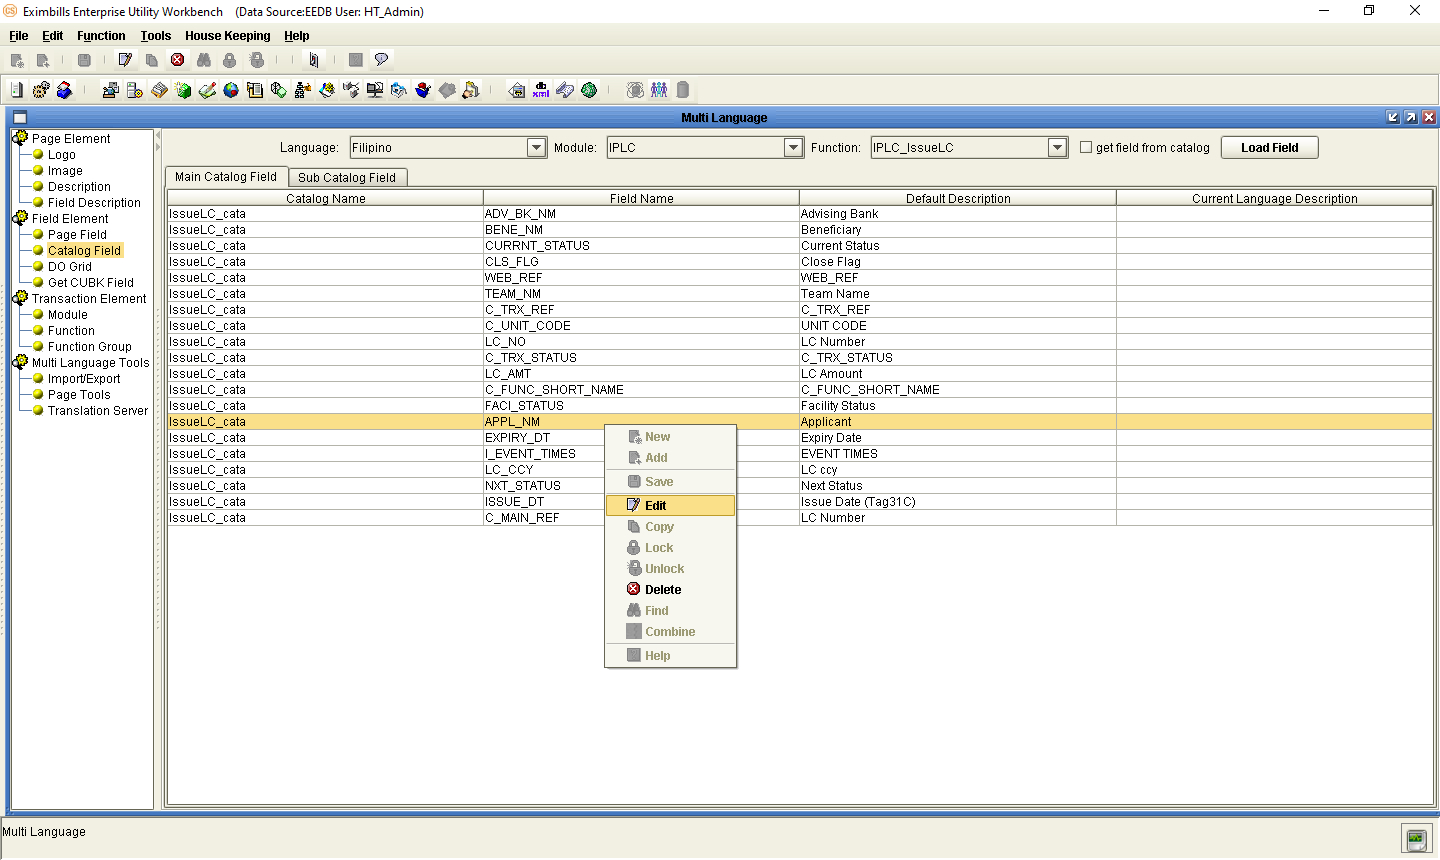 Eximbills Enterprise Utility Workbench (Data Source:EEDB User: HT_Admin)
File Edit Function Tools House Keeping Help
Multi Language
Page Element
Logo
Image
Description
Field Description
Field Element
Page Field
Catalog Field
DO Grid
Get CUBK Field
Transaction Element
Module
Function
Function Group
Multi Language Tools
Import/Export
Page Tools
Translation Server
Language: Filipino Module: IPLC Function: IPLC_IssueLC get field from catalog Load Field
Main Catalog Field Sub Catalog Field
Catalog Name Field Name Default Description Current Language Description
IssueLC_cata ADV_BK_NM Advising Bank
IssueLC_cata BENE_NM Beneficiary
IssueLC_cata CURRNT_STATUS Current Status
IssueLC_cata CLS_FLG Close Flag
IssueLC_cata WEB_REF WEB_REF
IssueLC_cata TEAM_NM Team Name
IssueLC_cata C_TRX_REF C_TRX_REF
IssueLC_cata C_UNIT_CODE UNIT CODE
IssueLC_cata LC_NO LC Number
IssueLC_cata C_TRX_STATUS C_TRX_STATUS
IssueLC_cata LC_AMT LC Amount
IssueLC_cata C_FUNC_SHORT_NAME C_FUNC_SHORT_NAME
IssueLC_cata FACI_STATUS Facility Status
IssueLC_cata APPL_NM Applicant
IssueLC_cata EXPIRY_DT Expiry Date
IssueLC_cata I_EVENT_TIMES EVENT TIMES
IssueLC_cata LC_CCY LC ccy
IssueLC_cata NXT_STATUS Next Status
IssueLC_cata ISSUE_DT Issue Date (Tag31C)
IssueLC_cata C_MAIN_REF LC Number
New
Add
Save
Edit
Copy
Lock
Unlock
Delete
Find
Combine
Help
Multi Language